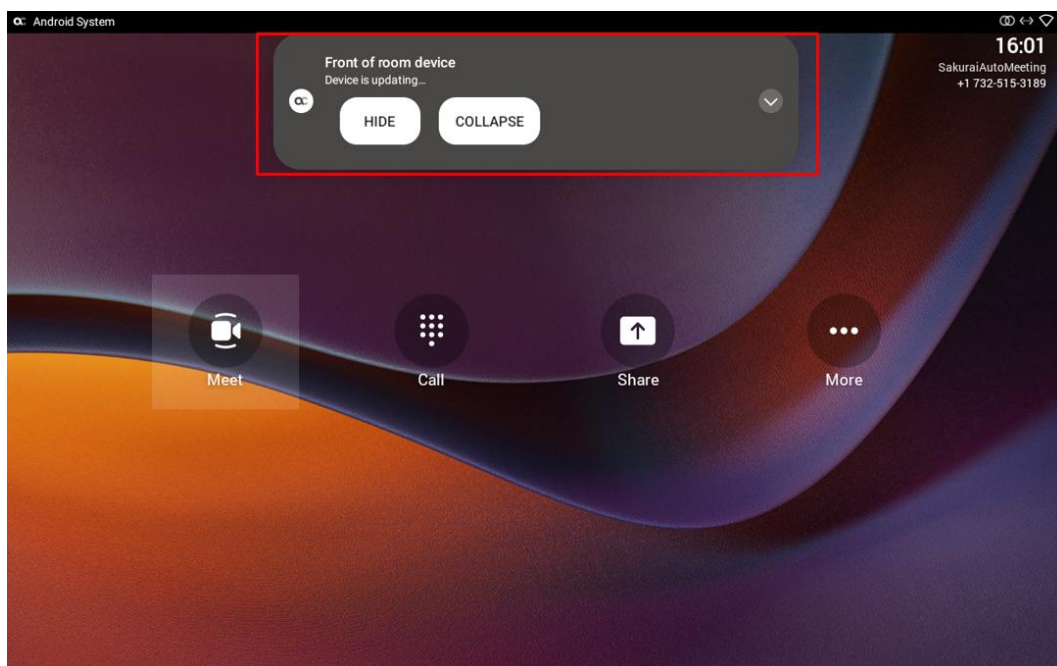 Android System
16:01
SakuraiAutoMeeting
+1 732-515-3189
Front of room device
Device is updating...
HIDE COLLAPSE
Meet Call Share More